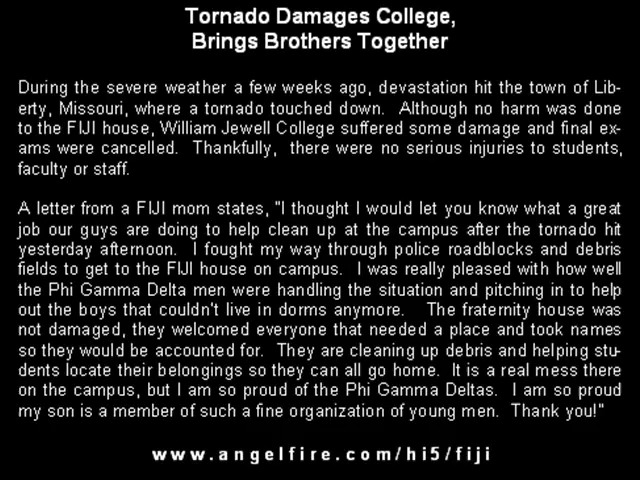 Tornado Damages College,
Brings Brothers Together
During the severe weather a few weeks ago, devastation hit the town of Lib-
erty, Missouri, where a tornado touched down.  Although no harm was done
to the FIJI house, William Jewell College suffered some damage and final ex-
ams were cancelled.  Thankfully,  there were no serious injuries to students,
faculty or staff.
A letter from a FIJI mom states, "I thought I would let you know what a great
job our guys are doing to help clean up at the campus after the tornado hit
yesterday afternoon.  I fought my way through police roadblocks and debris
fields to get to the FIJI house on campus.  I was really pleased with how well
the Phi Gamma Delta men were handling the situation and pitching in to help
out the boys that couldn't live in dorms anymore.   The fraternity house was
not damaged, they welcomed everyone that needed a place and took names
so they would be accounted for.  They are cleaning up debris and helping stu-
dents locate their belongings so they can all go home.  It is a real mess there
on the campus, but I am so proud of the Phi Gamma Deltas.  I am so proud
my son is a member of such a fine organization of young men.  Thank you!"
www.angelfire.com/hi5/fiji